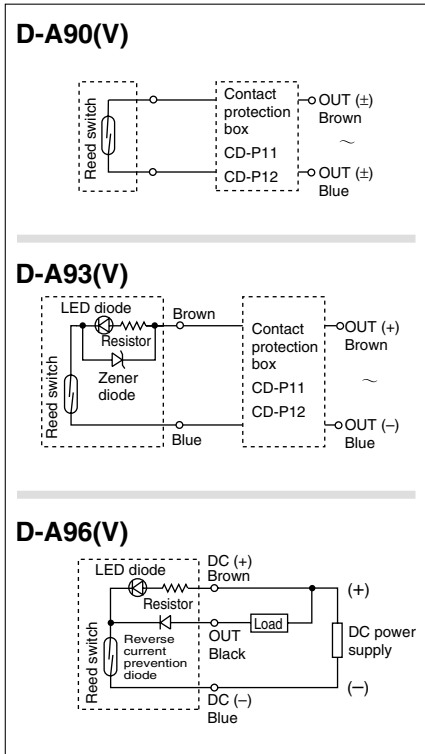 D-A90(V)
Reed switch
Contact
protection
box
CD-P11
CD-P12
OUT (±)
Brown
~
OUT (±)
Blue
D-A93(V)
LED diode
Resistor
Zener
diode
Reed switch
Brown
Blue
Contact
protection
box
CD-P11
CD-P12
OUT (+)
Brown
~
OUT (−)
Blue
D-A96(V)
LED diode
Resistor
Reverse
current
prevention
diode
Reed switch
DC (+)
Brown
OUT
Black
Load
DC (−)
Blue
(+)
DC power
supply
(−)